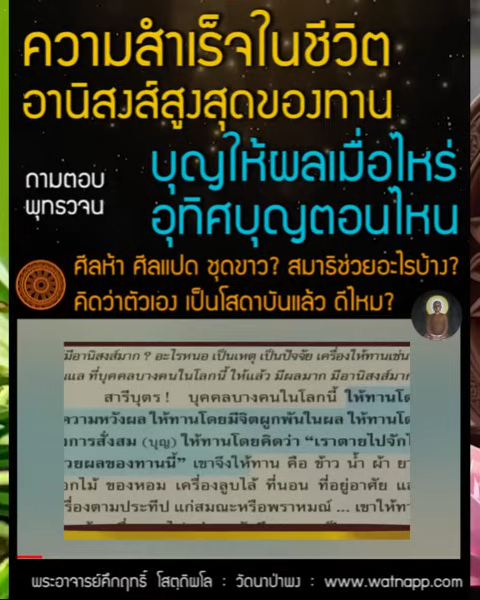 ความสำเร็จในชีวิต
อานิสงส์สูงสุดของทาน
บุญให้ผลเมื่อไหร่
ถามตอบ
พุทธวจน
อุทิศบุญตอนไหน
ศีลห้า ศีลแปด ชุดขาว? สมาธิช่วยอะไรบ้าง?
คิดว่าตัวเอง เป็นโสดาบันแล้ว ดีไหม?
มีอานิสงส์มาก ? อะไรหนอ เป็นเหตุ เป็นปัจจัย เครื่องให้ทานเช่น
ที่บุคคลบางคนในโลกนี้ ให้แล้ว มีผลมาก มีอานิสงส์มาก
สารีบุตร ! บุคคลบางคนในโลกนี้ ให้ทานโด
ความหวังผล ให้ทานโดยมีจิตผูกพันในผล ให้ทานโด
การสั่งสม (บุญ) ให้ทานโดยคิดว่า “เราตายไปจัก
วยผลของทานนี้” เขาจึงให้ทาน คือ ข้าว น้ำ ผ้า ยา
อกไม้ ของหอม เครื่องลูบไล้ ที่นอน ที่อยู่อาศัย แล
รื่องตามประทีป แก่สมณะหรือพราหมณ์ ... เขาให้ทา
พระอาจารย์คึกฤทธิ์ โสตฺถิผโล : วัดนาป่าพง : www.watnapp.com